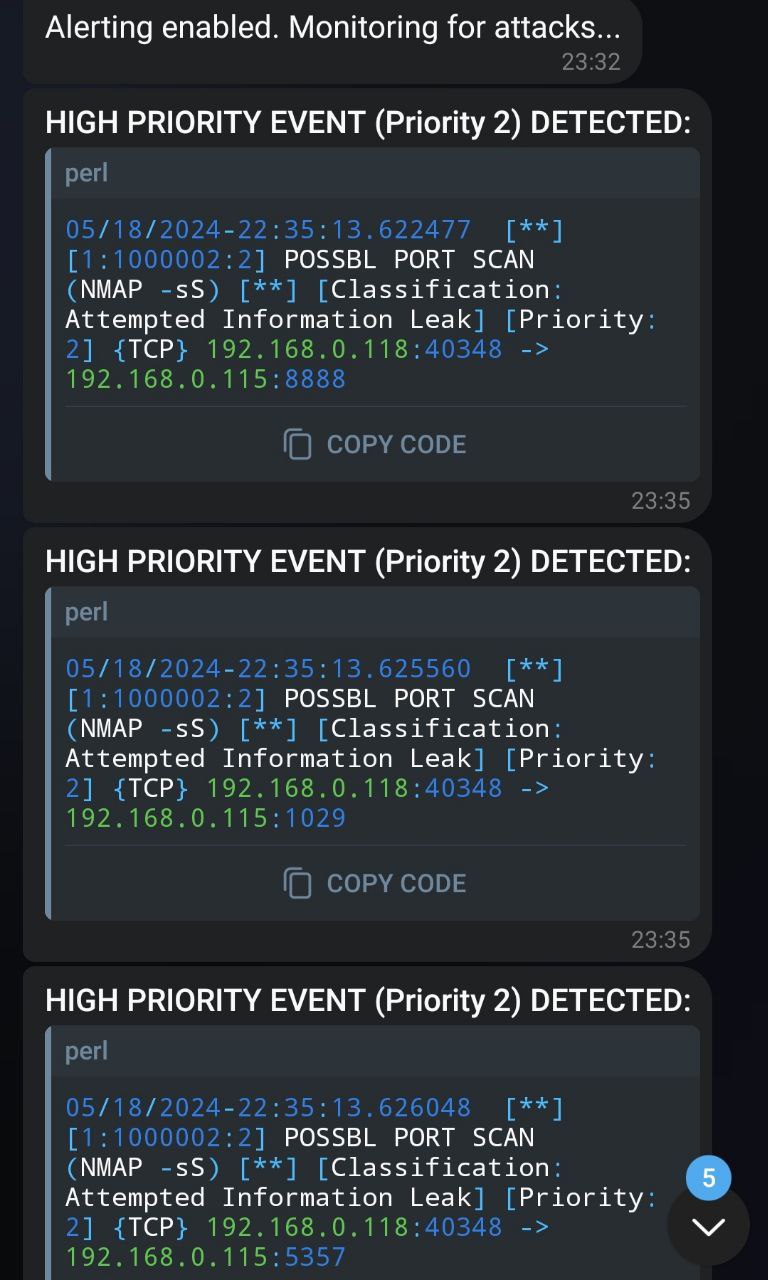 Alerting enabled. Monitoring for attacks...
23:32
HIGH PRIORITY EVENT (Priority 2) DETECTED:
perl
05/18/2024-22:35:13.622477  [**]
[1:1000002:2] POSSBL PORT SCAN
(NMAP -sS) [**] [Classification:
Attempted Information Leak] [Priority:
2] {TCP} 192.168.0.118:40348 ->
192.168.0.115:8888
COPY CODE
23:35
HIGH PRIORITY EVENT (Priority 2) DETECTED:
perl
05/18/2024-22:35:13.625560  [**]
[1:1000002:2] POSSBL PORT SCAN
(NMAP -sS) [**] [Classification:
Attempted Information Leak] [Priority:
2] {TCP} 192.168.0.118:40348 ->
192.168.0.115:1029
COPY CODE
23:35
HIGH PRIORITY EVENT (Priority 2) DETECTED:
perl
05/18/2024-22:35:13.626048  [**]
[1:1000002:2] POSSBL PORT SCAN
(NMAP -sS) [**] [Classification:
Attempted Information Leak] [Priority:
2] {TCP} 192.168.0.118:40348 ->
192.168.0.115:5357
5